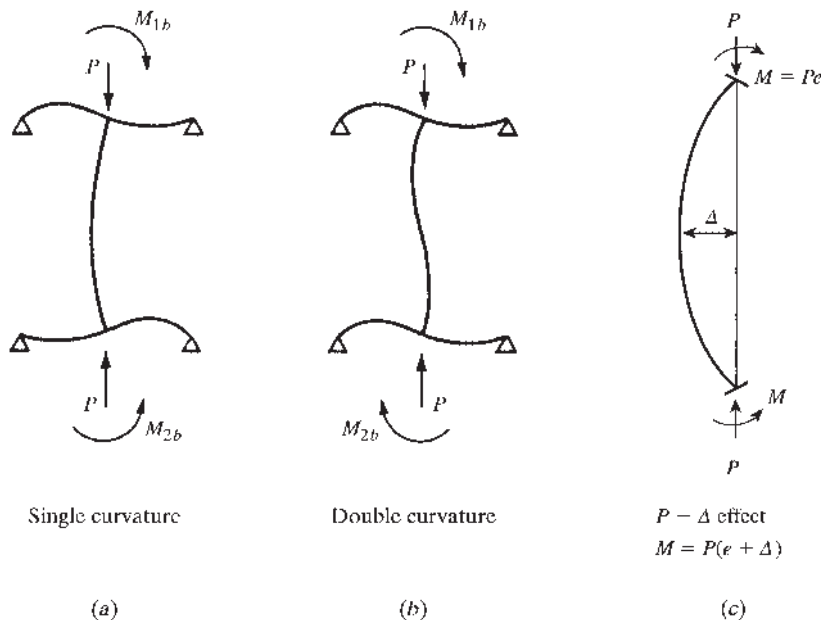 M1b
P
P
M2b
Single curvature
(a)
M1b
P
P
M2b
Double curvature
(b)
P
M = Pe
Δ
M
P
P – Δ effect
M = P(e + Δ)
(c)